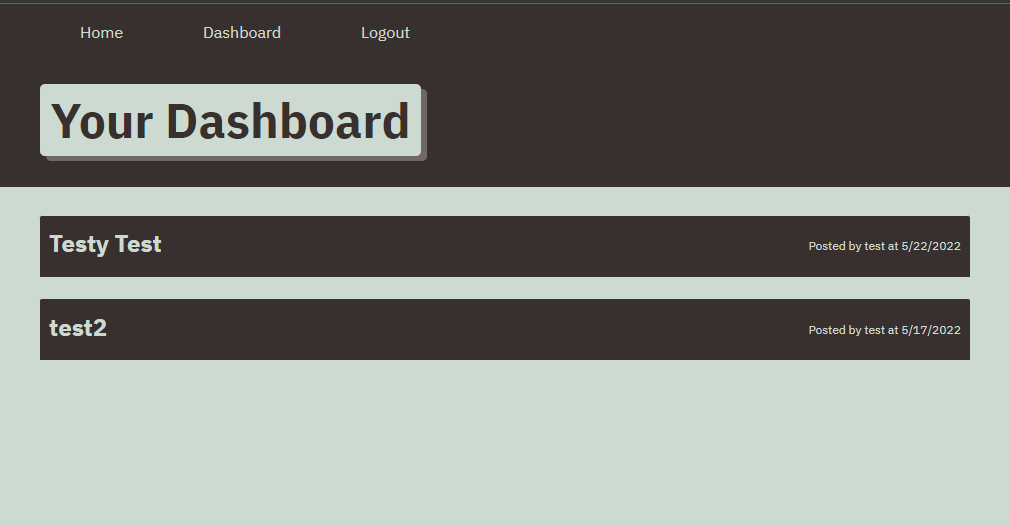 Home Dashboard Logout
Your Dashboard
Testy Test Posted by test at 5/22/2022
test2 Posted by test at 5/17/2022